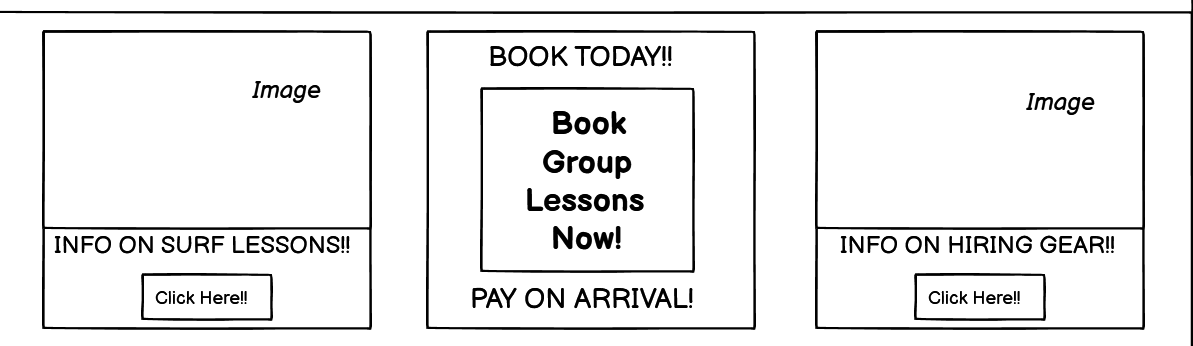 Image
INFO ON SURF LESSONS!!
Click Here!!
BOOK TODAY!!
Book
Group
Lessons
Now!
PAY ON ARRIVAL!
Image
INFO ON HIRING GEAR!!
Click Here!!